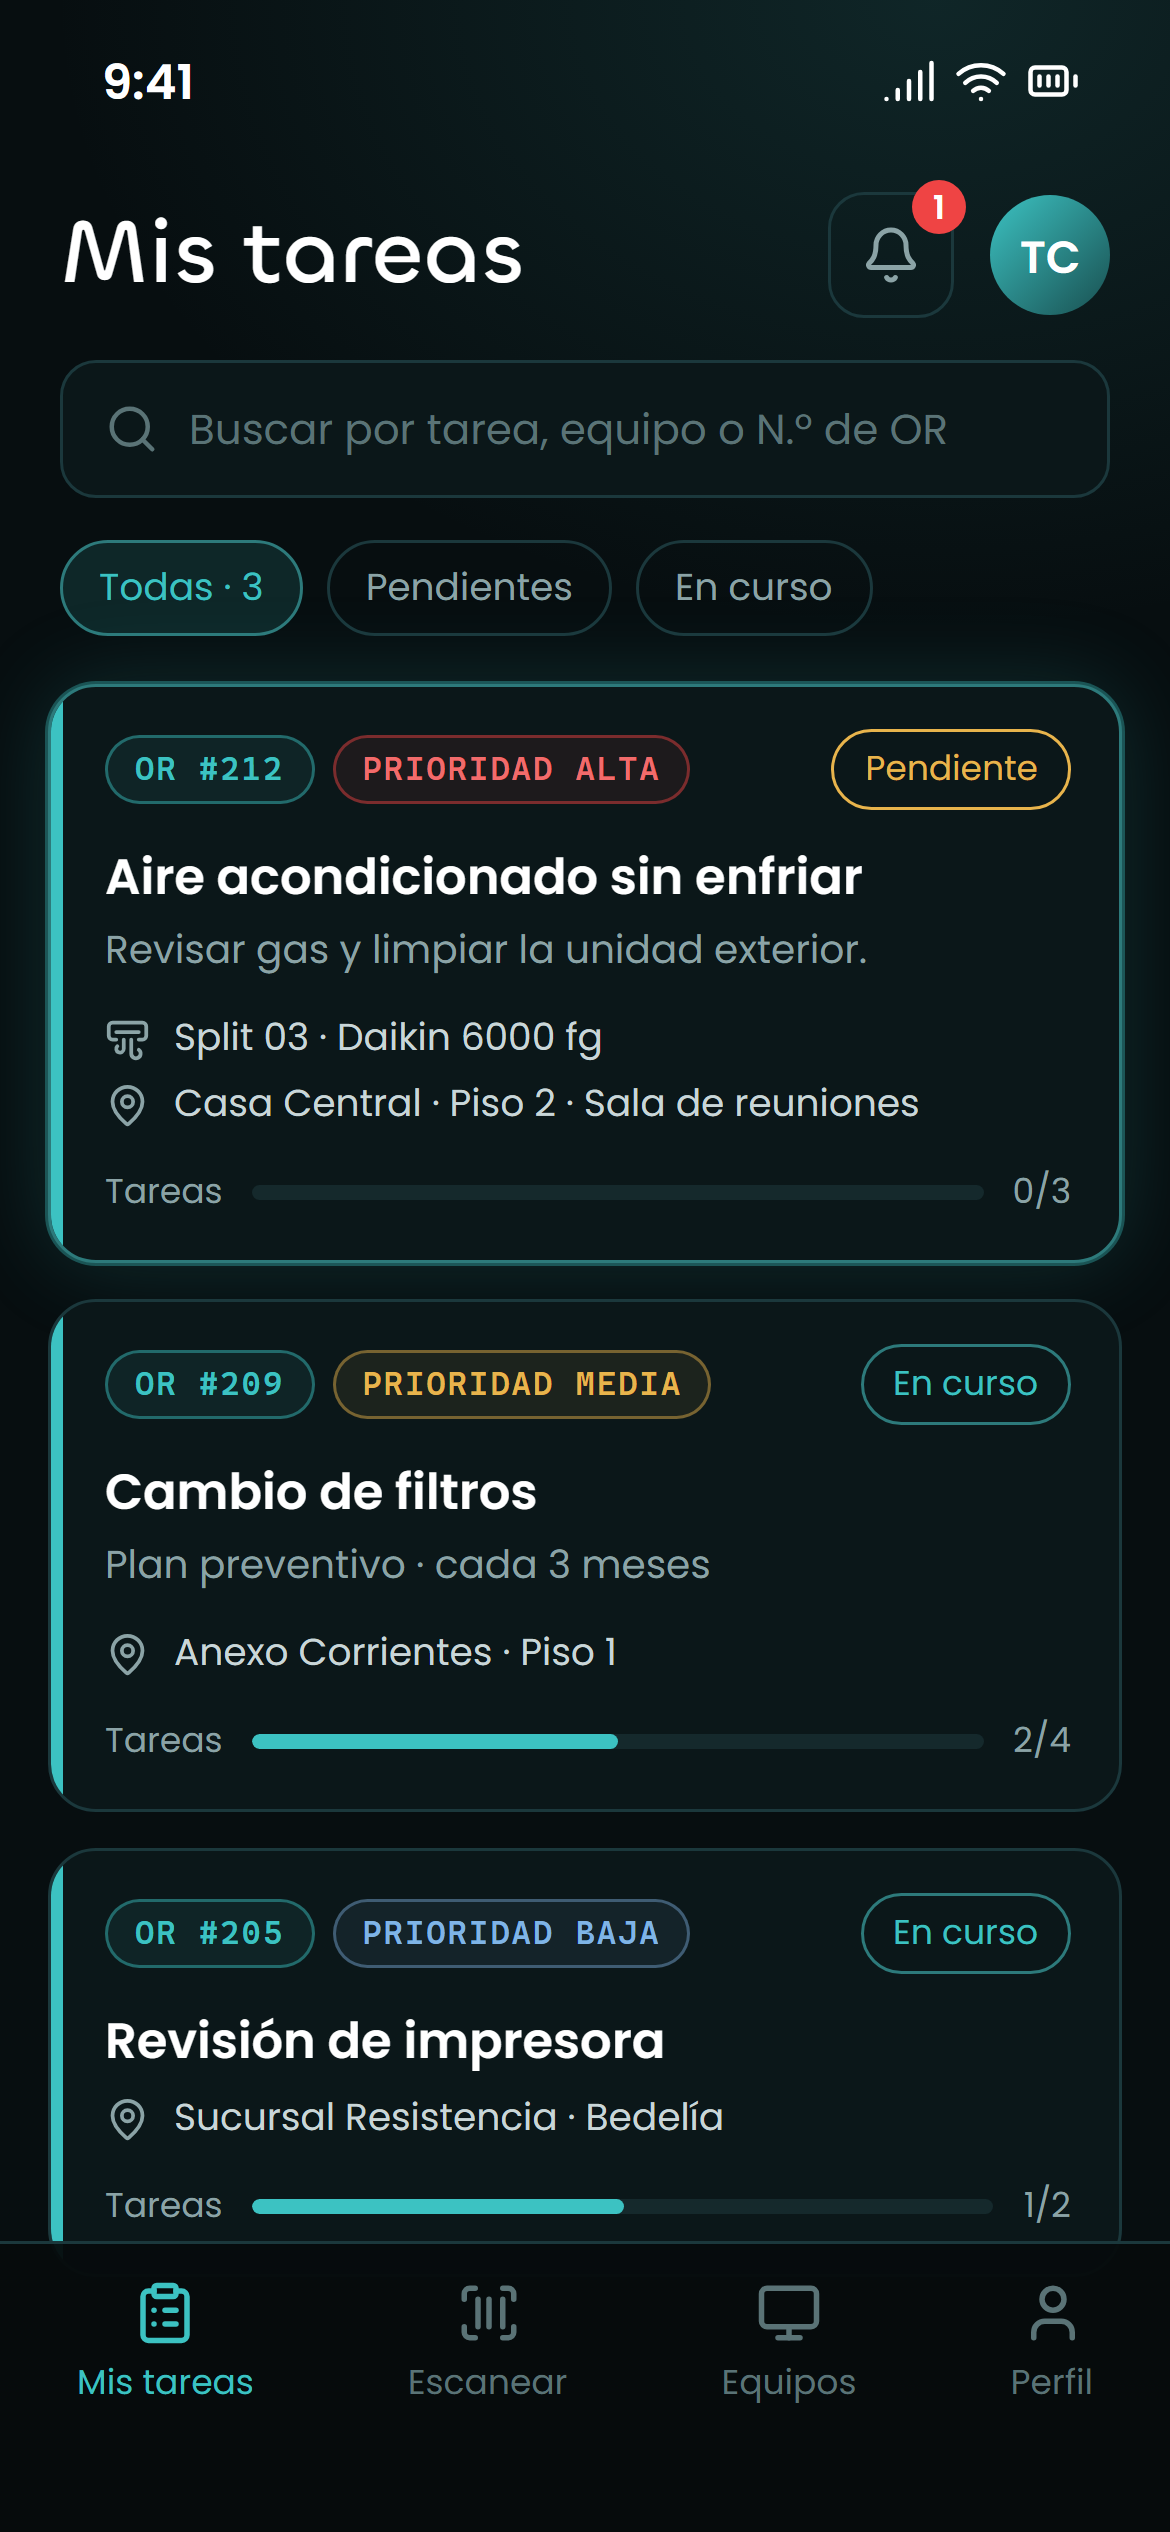 9:41
Mis tareas
1
TC
Buscar por tarea, equipo o N.º de OR
Todas · 3
Pendientes
En curso
OR #212
PRIORIDAD ALTA
Pendiente
Aire acondicionado sin enfriar
Revisar gas y limpiar la unidad exterior.
Split 03 · Daikin 6000 fg
Casa Central · Piso 2 · Sala de reuniones
Tareas
0/3
OR #209
PRIORIDAD MEDIA
En curso
Cambio de filtros
Plan preventivo · cada 3 meses
Anexo Corrientes · Piso 1
Tareas
2/4
OR #205
PRIORIDAD BAJA
En curso
Revisión de impresora
Sucursal Resistencia · Bedelía
Tareas
1/2
Mis tareas
Escanear
Equipos
Perfil